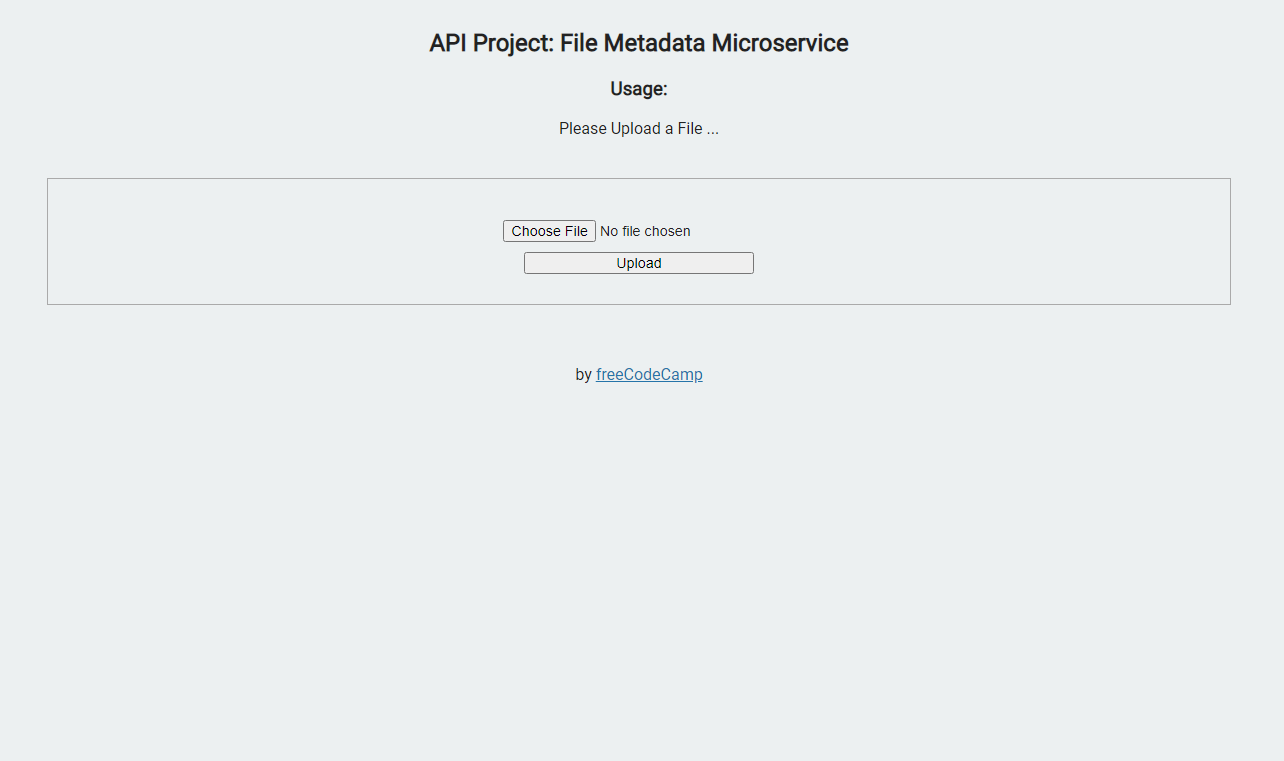 API Project: File Metadata Microservice
Usage:
Please Upload a File ...
Choose File No file chosen
Upload
by freeCodeCamp